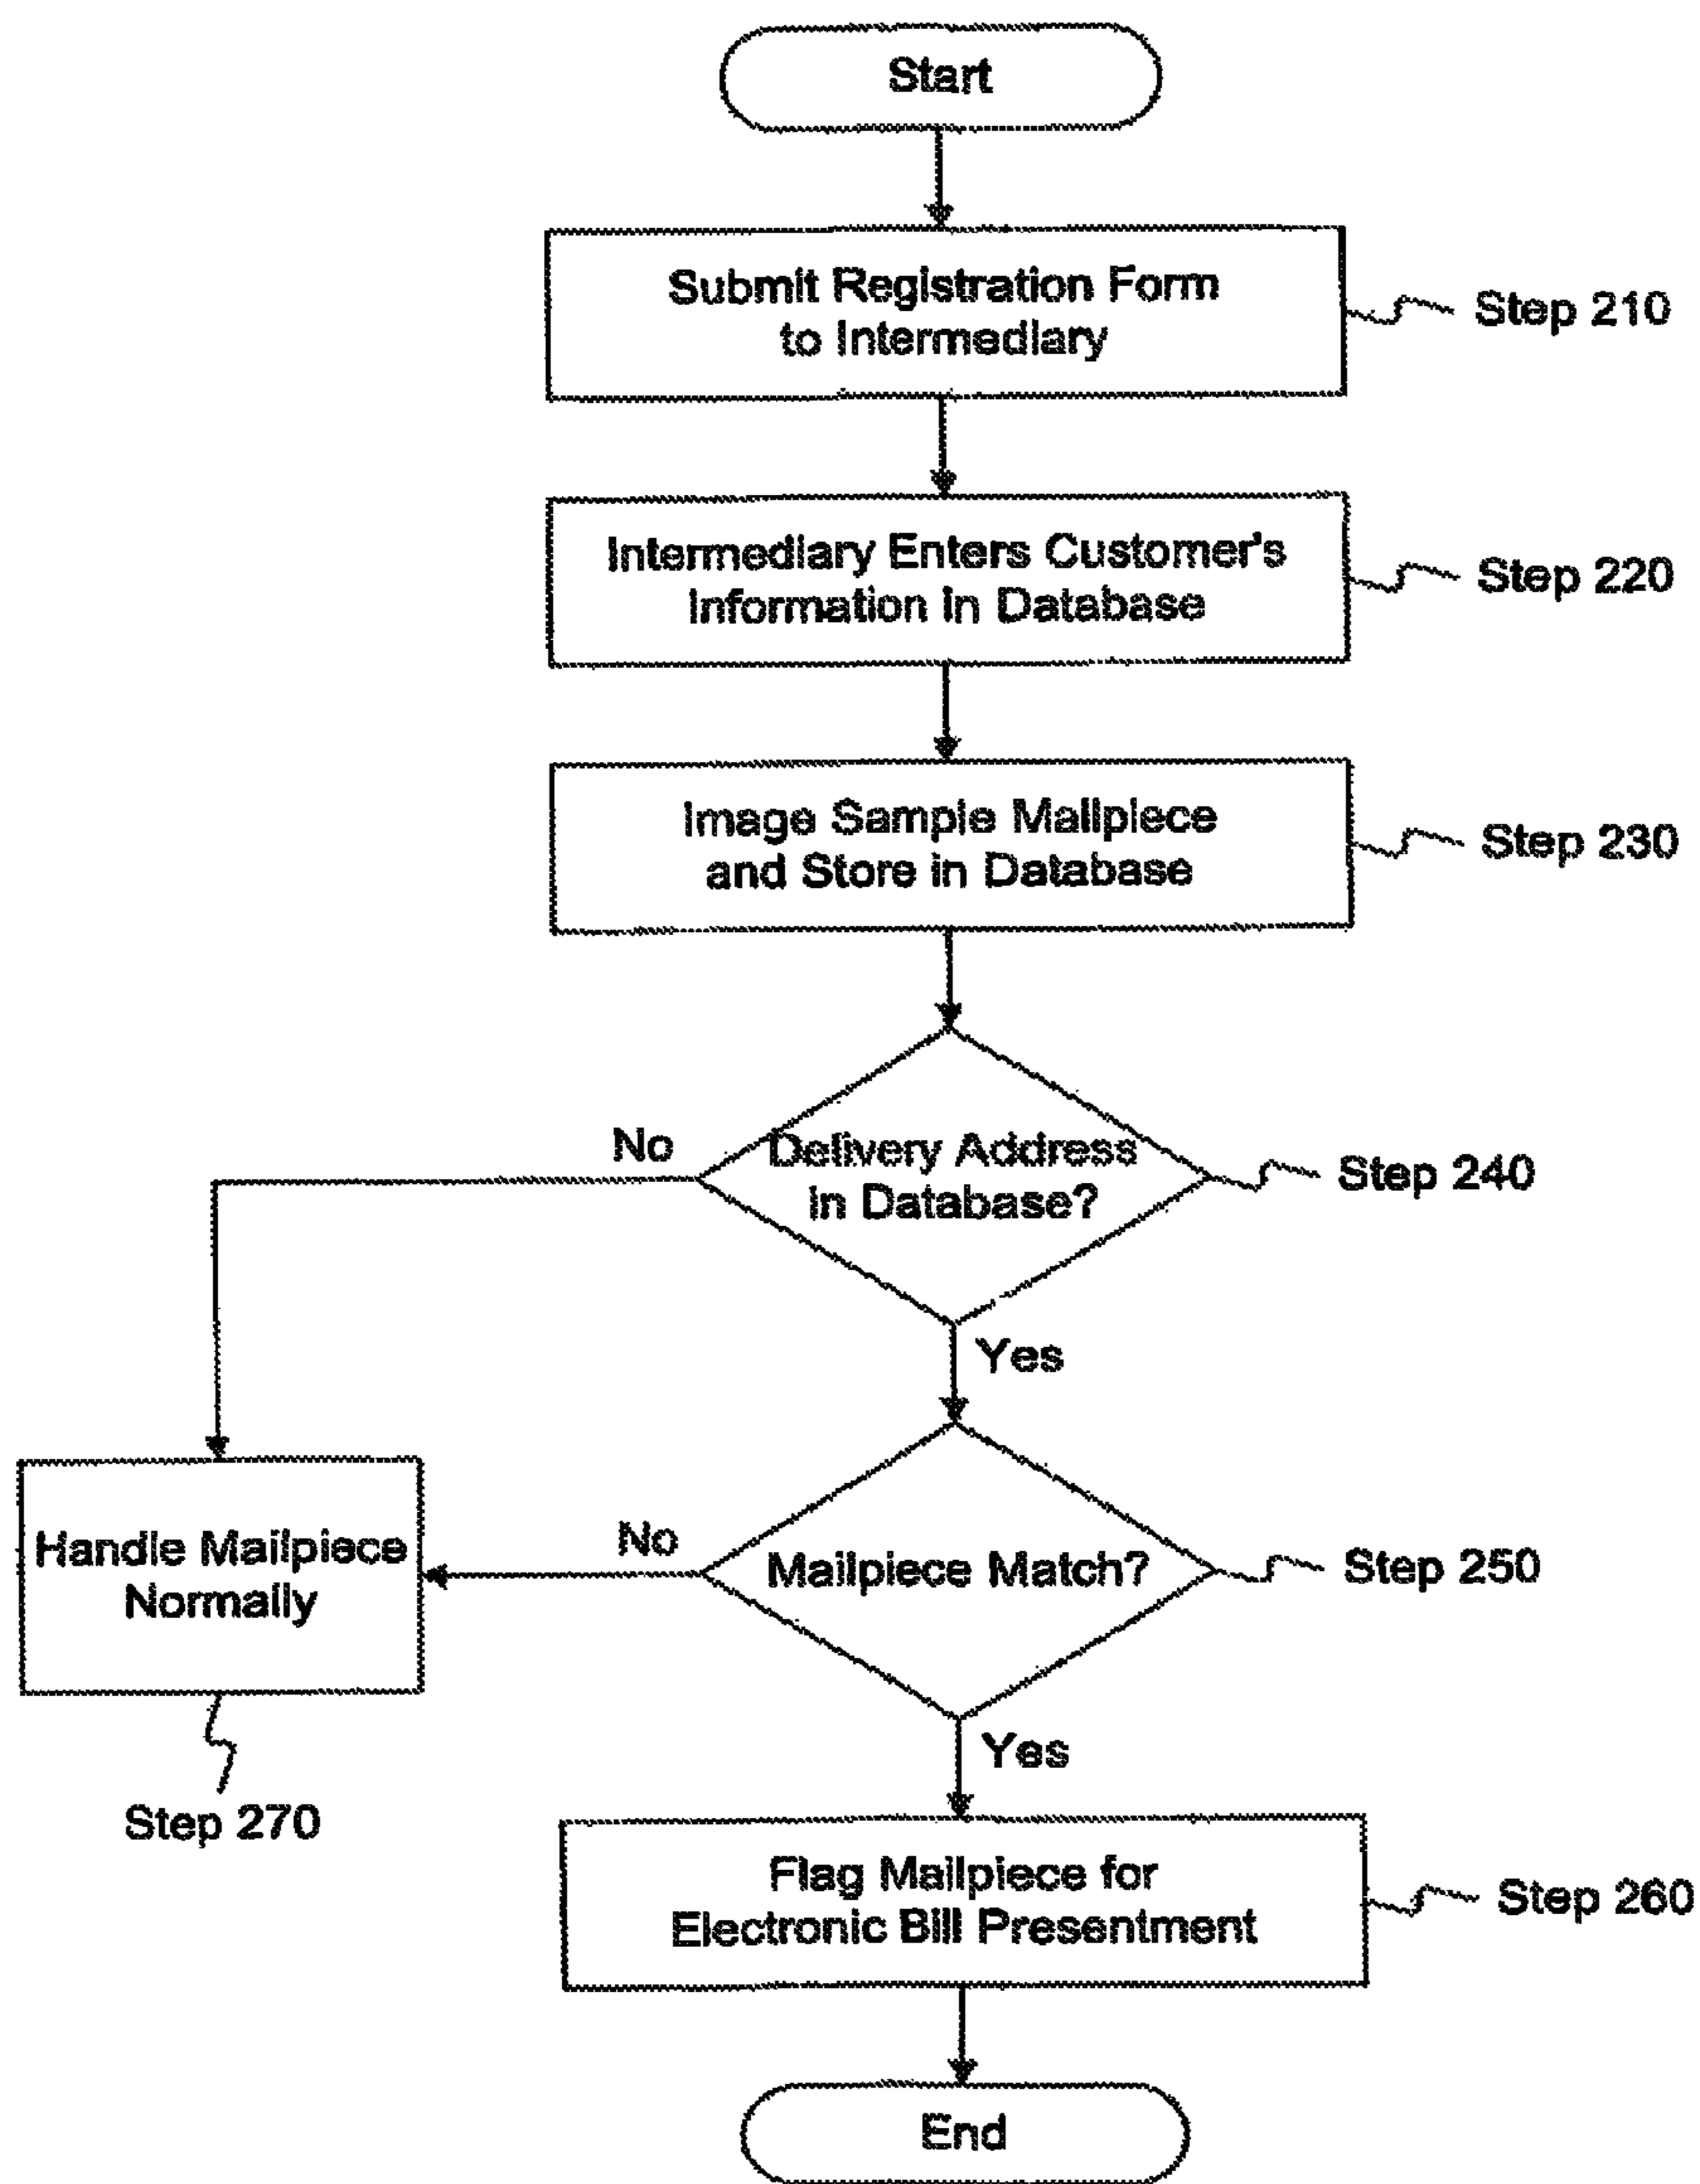 Start
Submit Registration Form
to Intermediary
Step 210
Intermediary Enters Customer's
Information in Database
Step 220
Image Sample Mailpiece
and Store in Database
Step 230
No
Delivery Address
in Database?
Step 240
Yes
Handle Mailpiece
Normally
No
Mailpiece Match?
Step 250
Yes
Step 270
Flag Mailpiece for
Electronic Bill Presentment
Step 260
End